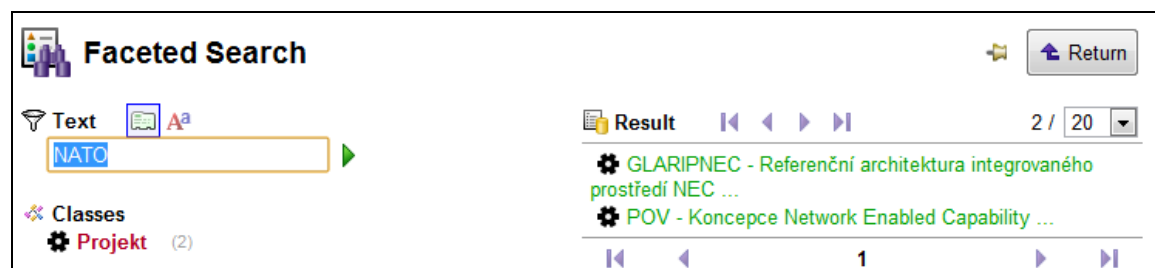 Faceted Search
Return
Text Aa
NATO
Classes
Projekt (2)
Result 2 / 20
GLARIPNEC - Referenční architektura integrovaného
prostředí NEC ...
POV - Koncepce Network Enabled Capability ...
1